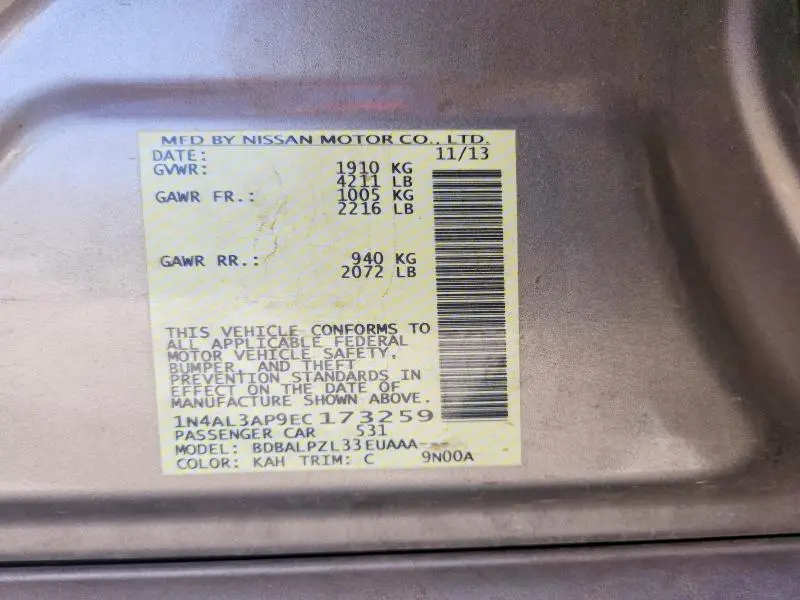 MFD BY NISSAN MOTOR CO., LTD.
DATE: 11/13
GVWR: 1910 KG
4211 LB
GAWR FR.: 1005 KG
2216 LB
GAWR RR.: 940 KG
2072 LB
THIS VEHICLE CONFORMS TO
ALL APPLICABLE FEDERAL
MOTOR VEHICLE SAFETY,
BUMPER, AND THEFT
PREVENTION STANDARDS IN
EFFECT ON THE DATE OF
MANUFACTURE SHOWN ABOVE.
1N4AL3AP9EC173259
PASSENGER CAR 531
MODEL: BDBALPZL33EUAAA---
COLOR: KAH TRIM: C 9N00A